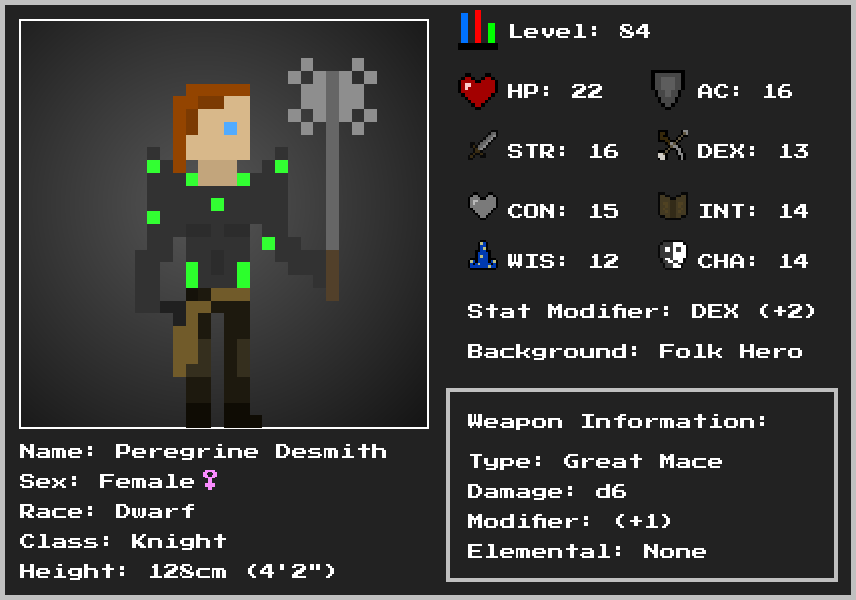 Level: 84
HP: 22 AC: 16
STR: 16 DEX: 13
CON: 15 INT: 14
WIS: 12 CHA: 14
Stat Modifier: DEX (+2)
Background: Folk Hero
Weapon Information:
Type: Great Mace
Damage: d6
Modifier: (+1)
Elemental: None
Name: Peregrine Desmith
Sex: Female♀
Race: Dwarf
Class: Knight
Height: 128cm (4'2")